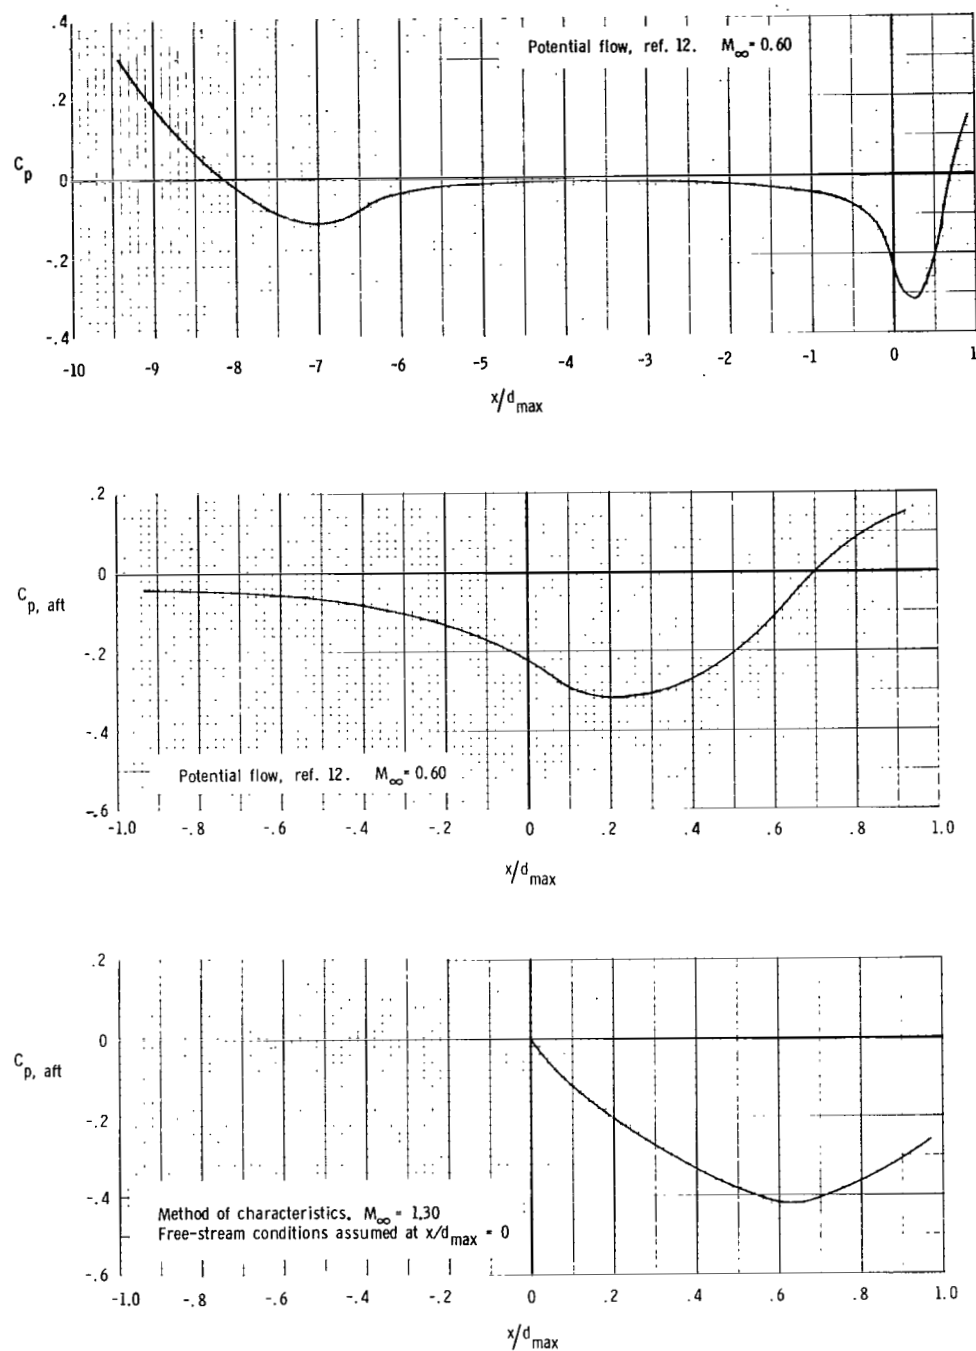 .4
Potential flow, ref. 12. M∞= 0.60
.2
Cp
0
-.2
-.4
-10 -9 -8 -7 -6 -5 -4 -3 -2 -1 0 1
x/dmax
.2
0
Cp, aft
-.2
-.4
Potential flow, ref. 12. M∞= 0.60
-.6
-1.0 -.8 -.6 -.4 -.2 0 .2 .4 .6 .8 1.0
x/dmax
.2
0
Cp, aft
-.2
-.4
Method of characteristics. M∞ = 1.30
Free-stream conditions assumed at x/dmax = 0
-.6
-1.0 -.8 -.6 -.4 -.2 0 .2 .4 .6 .8 1.0
x/dmax